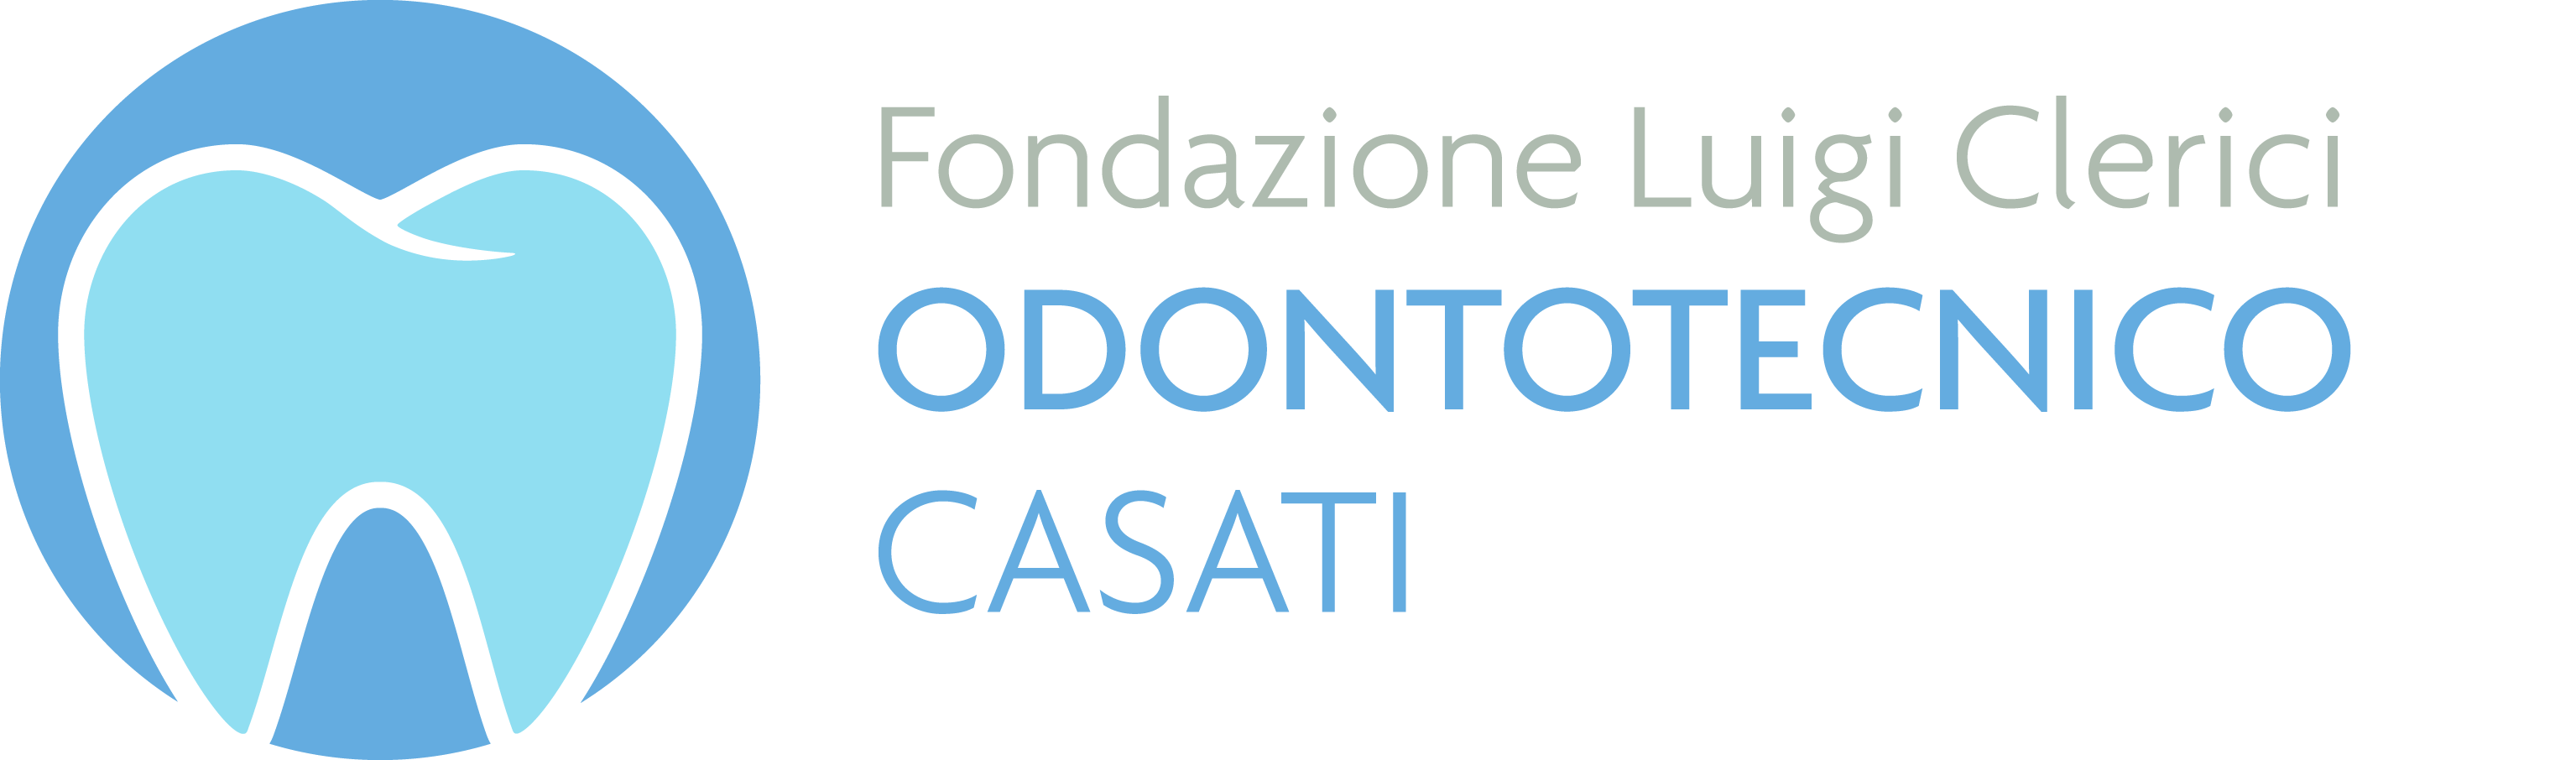 Fondazione Luigi Clerici
ODONTOTECNICO
CASATI